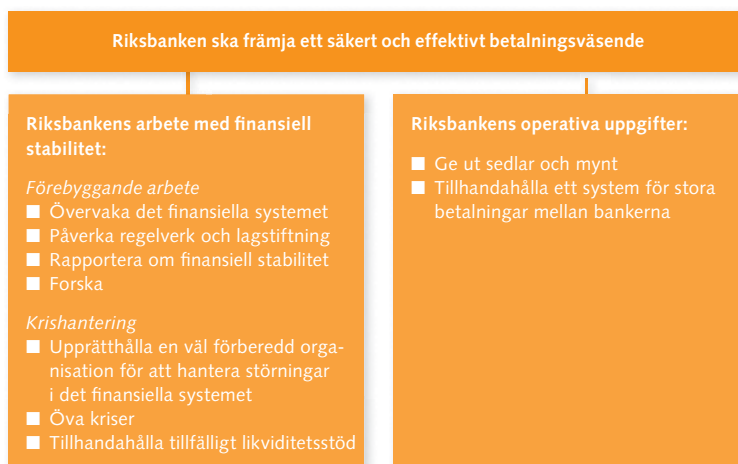 Riksbanken ska främja ett säkert och effektivt betalningsväsende
Riksbankens arbete med finansiell
stabilitet:
Förebyggande arbete
■ Övervaka det finansiella systemet
■ Påverka regelverk och lagstiftning
■ Rapportera om finansiell stabilitet
■ Forska
Krishantering
■ Upprätthålla en väl förberedd orga-
nisation för att hantera störningar
i det finansiella systemet
■ Öva kriser
■ Tillhandahålla tillfälligt likviditetsstöd
Riksbankens operativa uppgifter:
■ Ge ut sedlar och mynt
■ Tillhandahålla ett system för stora
betalningar mellan bankerna